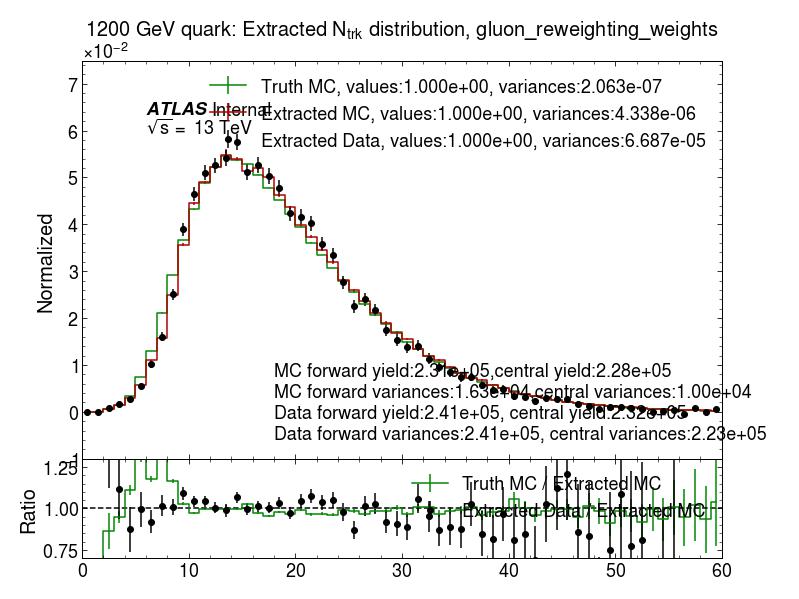 1200 GeV quark: Extracted N_trk distribution, gluon_reweighting_weights
×10⁻²
Truth MC, values:1.000e+00, variances:2.063e-07
ATLAS Internal
Extracted MC, values:1.000e+00, variances:4.338e-06
√s = 13 TeV
Extracted Data, values:1.000e+00, variances:6.687e-05
7
6
5
4
3
2
1
0
Normalized
MC forward yield:2.31e+05,central yield:2.28e+05
MC forward variances:1.63e+04,central variances:1.00e+04
Data forward yield:2.41e+05, central yield:2.32e+05
Data forward variances:2.41e+05, central variances:2.23e+05
1
1.25
1.00
0.75
Ratio
Truth MC / Extracted MC
Extracted Data / Extracted MC
0 10 20 30 40 50 60